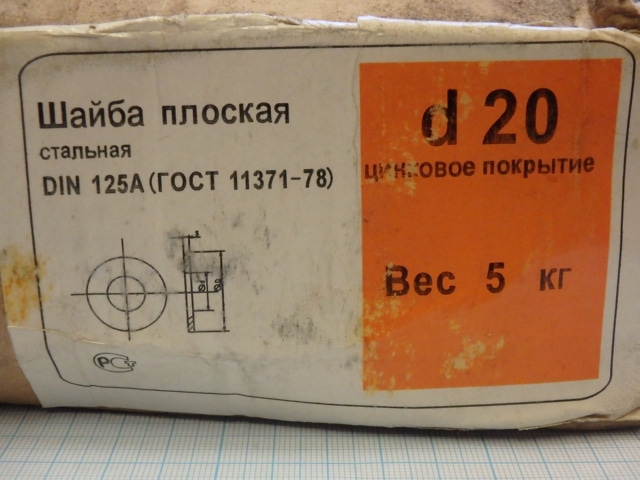 Шайба плоская
стальная
DIN 125A (ГОСТ 11371-78)
d 20
цинковое покрытие
Вес 5 кг